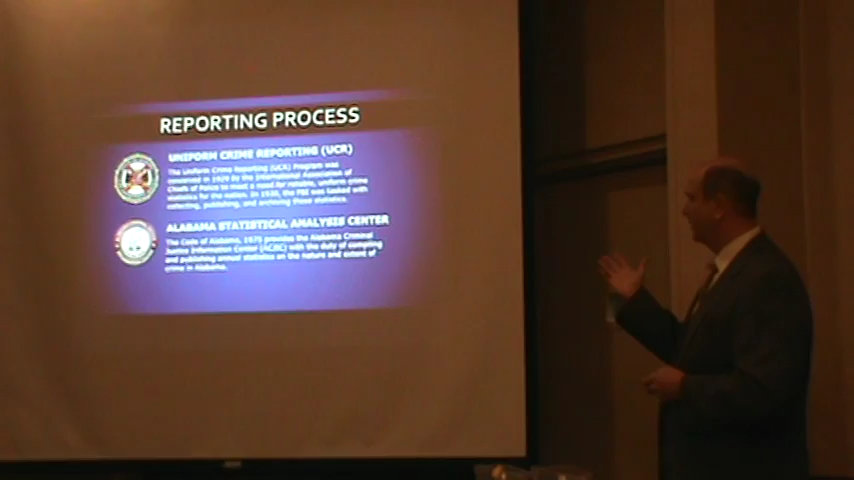 REPORTING PROCESS
UNIFORM CRIME REPORTING (UCR)
The Uniform Crime Reporting (UCR) Program was
conceived in 1929 by the International Association of
Chiefs of Police to meet a need for reliable, uniform crime
statistics for the nation. In 1930, the FBI was tasked with
collecting, publishing, and archiving those statistics.
ALABAMA STATISTICAL ANALYSIS CENTER
The Code of Alabama, 1975 provides the Alabama Criminal
Justice Information Center (ACJIC) with the duty of compiling
and publishing annual statistics on the nature and extent of
crime in Alabama.